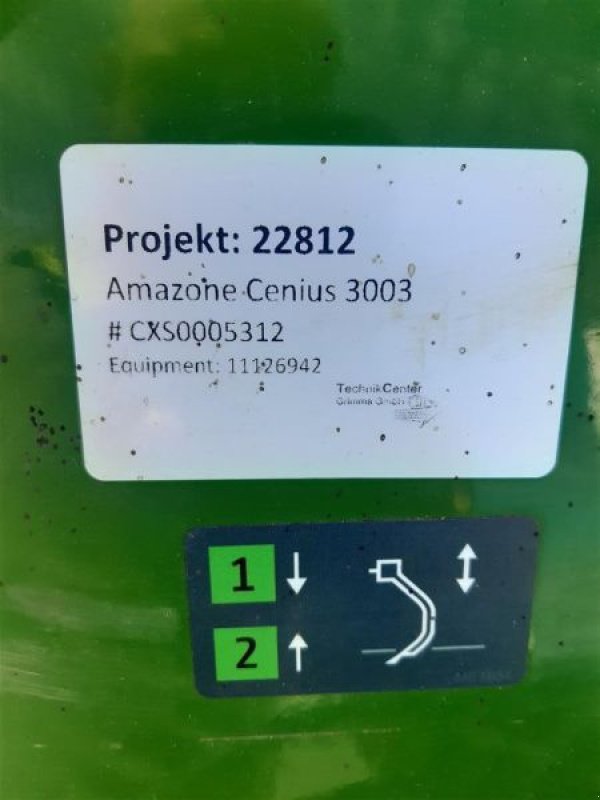 Projekt: 22812
Amazone Cenius 3003
# CXS0005312
Equipment: 11126942
TechnikCenter
Grimma GmbH
1
2